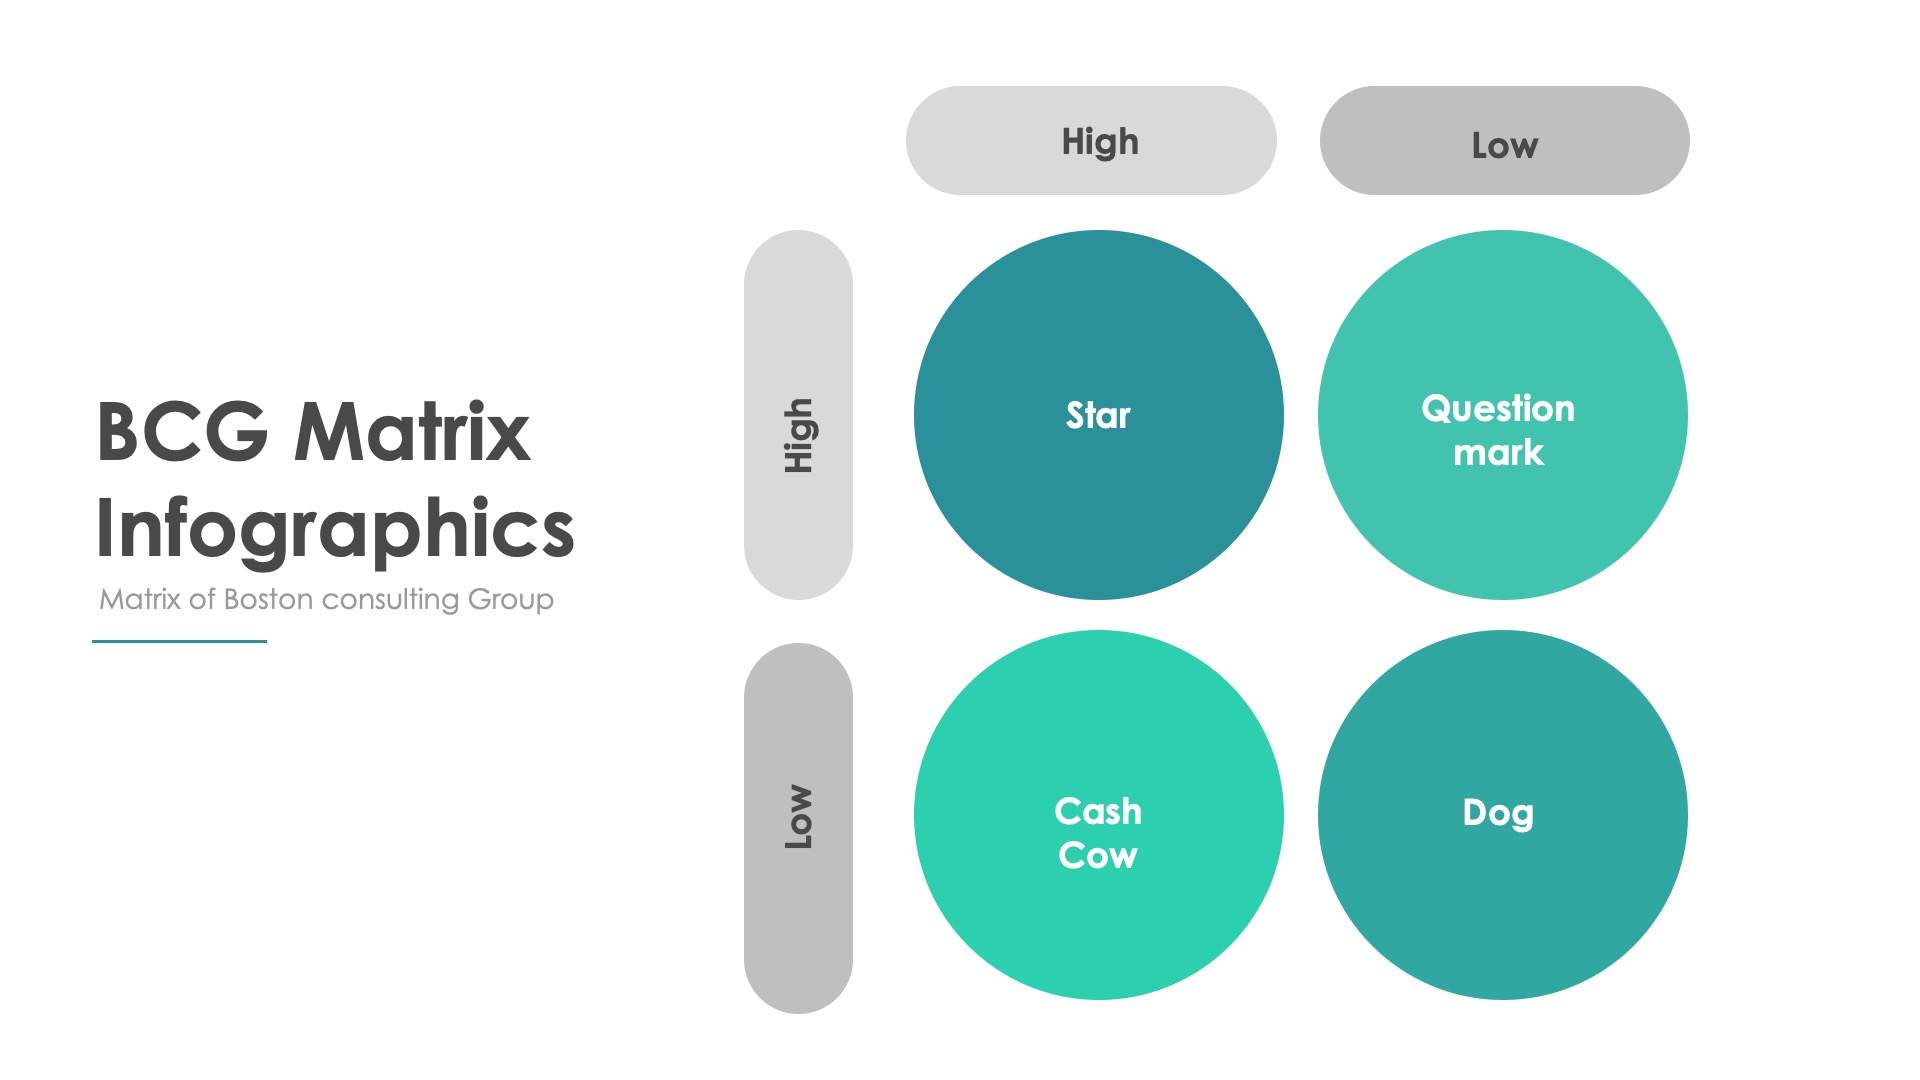 BCG Matrix
Infographics
Matrix of Boston consulting Group
High
Low
High
Star
Question
mark
Low
Cash
Cow
Dog